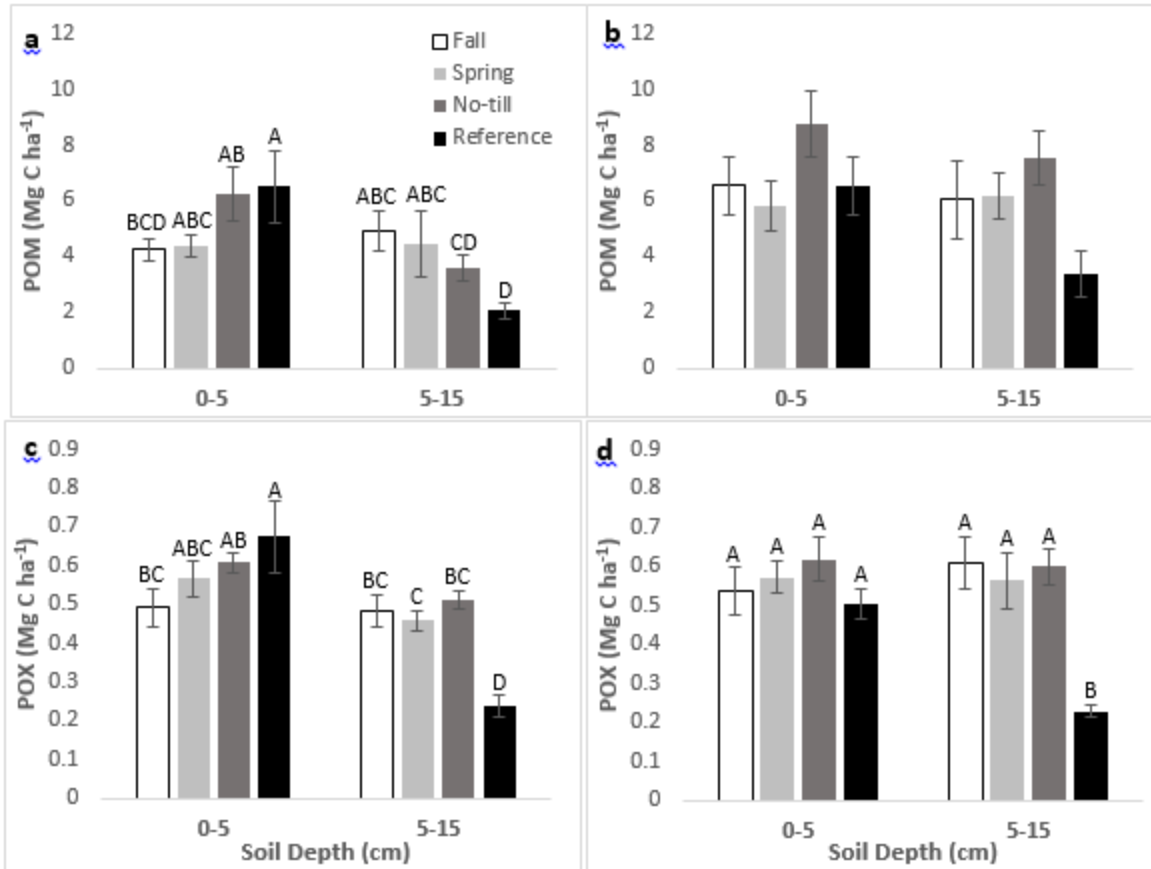 a
12
10
8
6
4
2
0
POM (Mg C ha⁻¹)
Fall
Spring
No-till
Reference
BCD ABC AB A
ABC ABC CD D
0-5 5-15
b
12
10
8
6
4
2
0
POM (Mg C ha⁻¹)
0-5 5-15
c
0.9
0.8
0.7
0.6
0.5
0.4
0.3
0.2
0.1
0
POX (Mg C ha⁻¹)
BC ABC AB A
BC C BC D
0-5 5-15
Soil Depth (cm)
d
0.9
0.8
0.7
0.6
0.5
0.4
0.3
0.2
0.1
0
POX (Mg C ha⁻¹)
A A A A
A A A B
0-5 5-15
Soil Depth (cm)